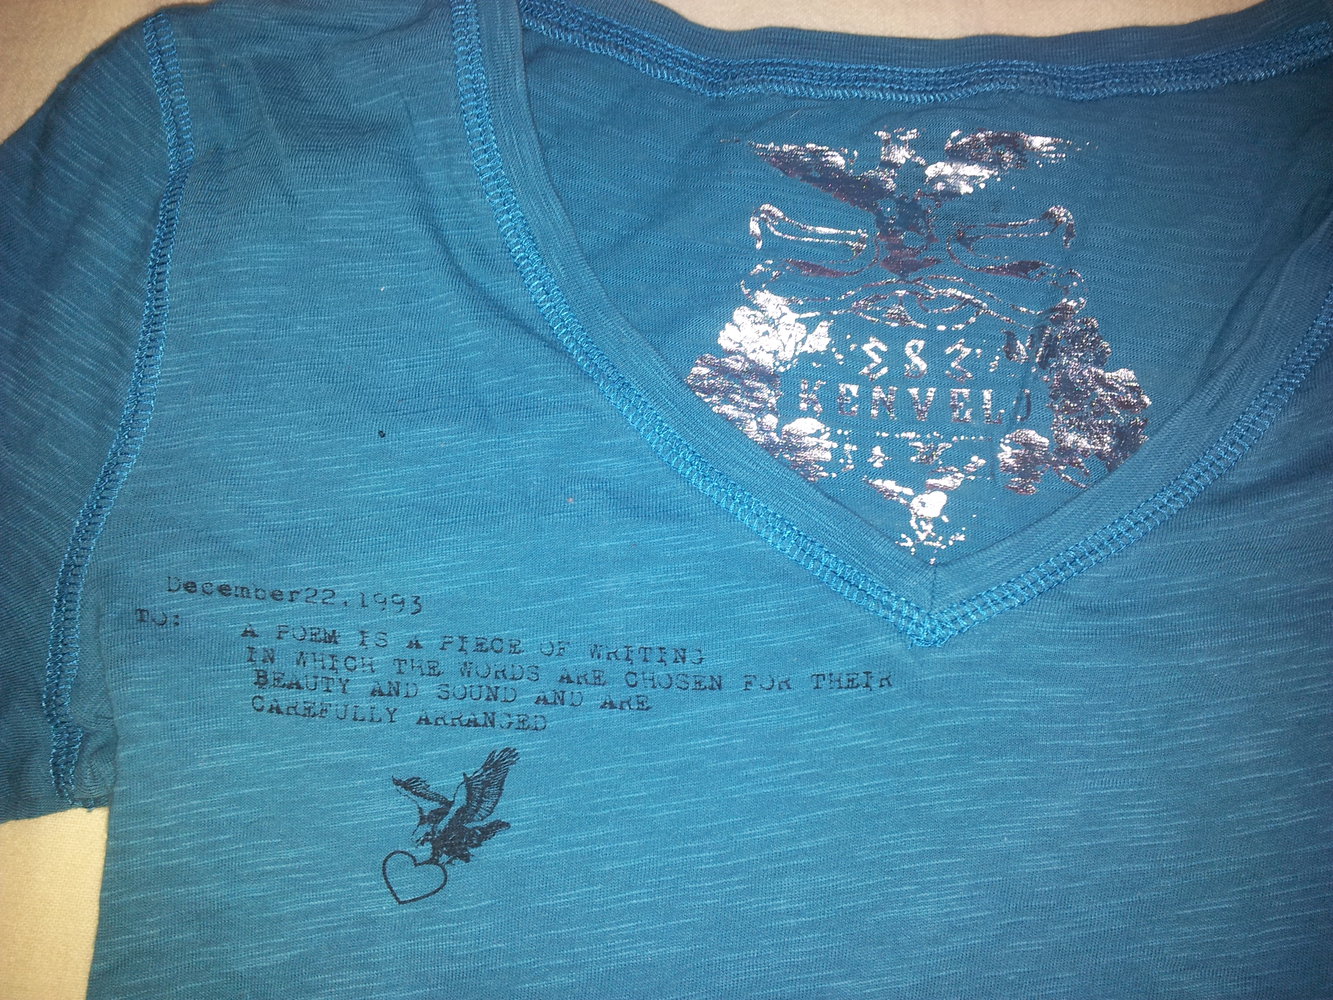 KENVELO
December22,1993
TO:
A POEM IS A PIECE OF WRITING
IN WHICH THE WORDS ARE CHOSEN FOR THEIR
BEAUTY AND SOUND AND ARE
CAREFULLY ARRANGED